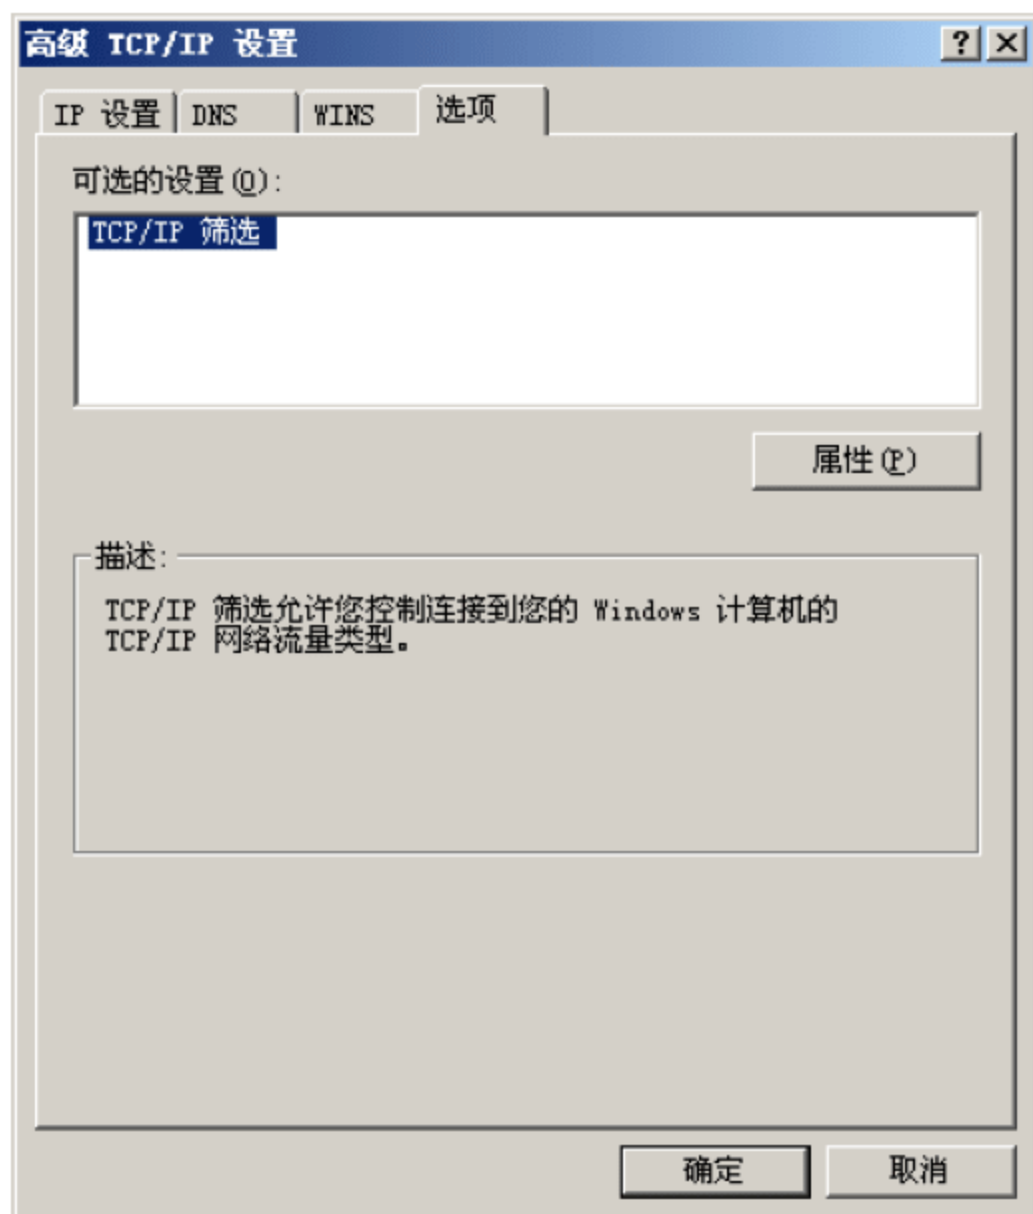 高级 TCP/IP 设置
IP 设置 DNS WINS 选项
可选的设置(O):
TCP/IP 筛选
属性(P)
描述:
TCP/IP 筛选允许您控制连接到您的 Windows 计算机的
TCP/IP 网络流量类型。
确定 取消